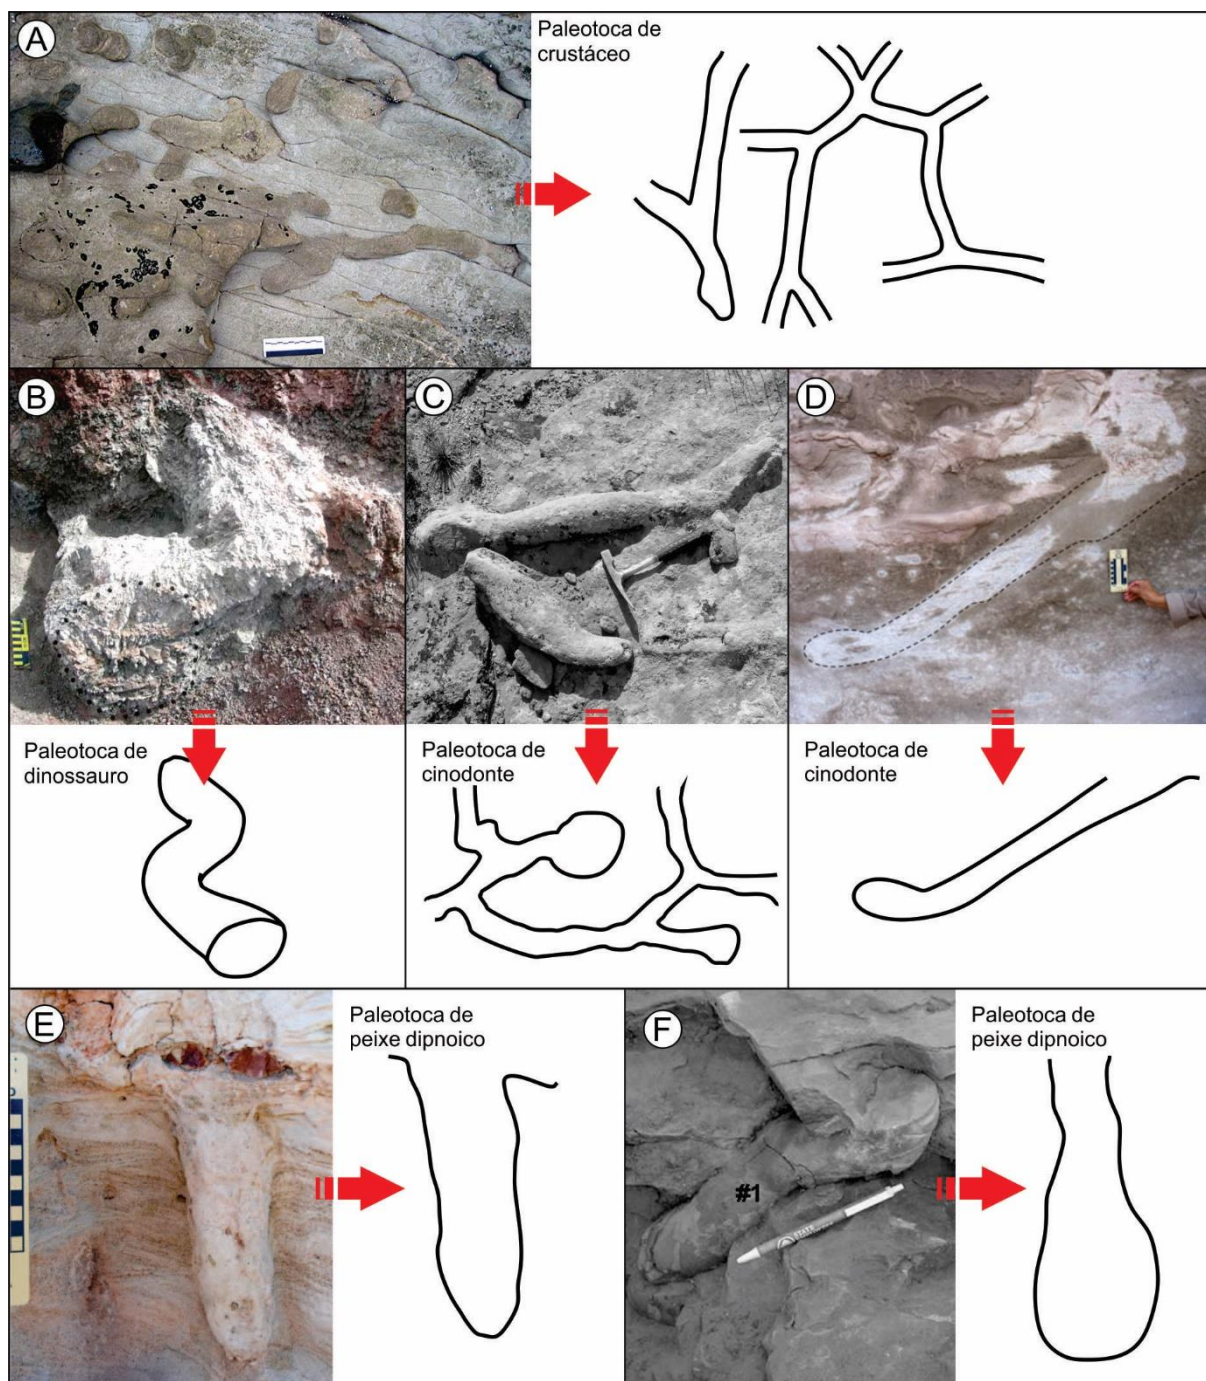 A
Paleotoca de
crustáceo
B
Paleotoca de
dinossauro
C
Paleotoca de
cinodonte
D
Paleotoca de
cinodonte
E
Paleotoca de
peixe dipnoico
F
#1
Paleotoca de
peixe dipnoico